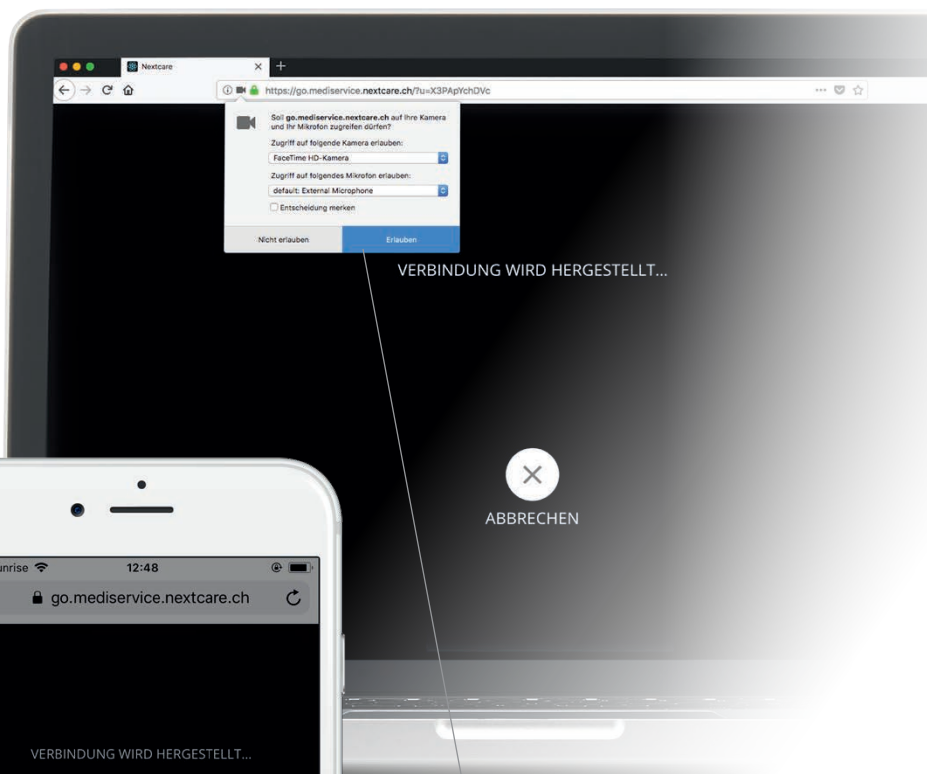 Nextcare
https://go.mediservice.nextcare.ch/?u=X3PApYchDVc
Soll go.mediservice.nextcare.ch auf Ihre Kamera
und Ihr Mikrofon zugreifen dürfen?
Zugriff auf folgende Kamera erlauben:
FaceTime HD-Kamera
Zugriff auf folgendes Mikrofon erlauben:
default: External Microphone
Entscheidung merken
Nicht erlauben
Erlauben
VERBINDUNG WIRD HERGESTELLT...
ABBRECHEN
12:48
go.mediservice.nextcare.ch
VERBINDUNG WIRD HERGESTELLT...